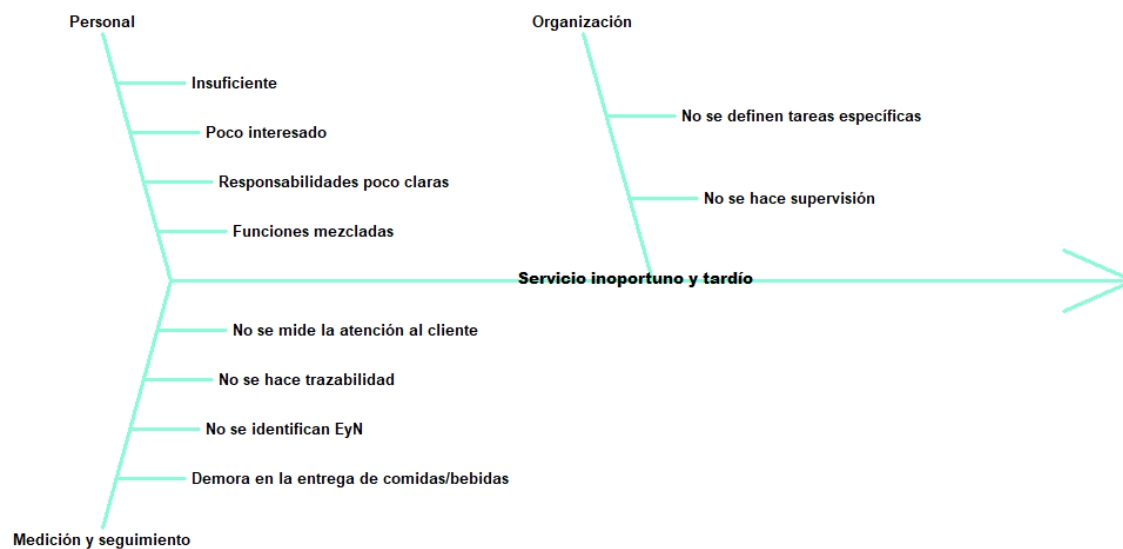 Personal
Organización
Insuficiente
No se definen tareas específicas
Poco interesado
Responsabilidades poco claras
No se hace supervisión
Funciones mezcladas
Servicio inoportuno y tardío
No se mide la atención al cliente
No se hace trazabilidad
No se identifican EyN
Demora en la entrega de comidas/bebidas
Medición y seguimiento